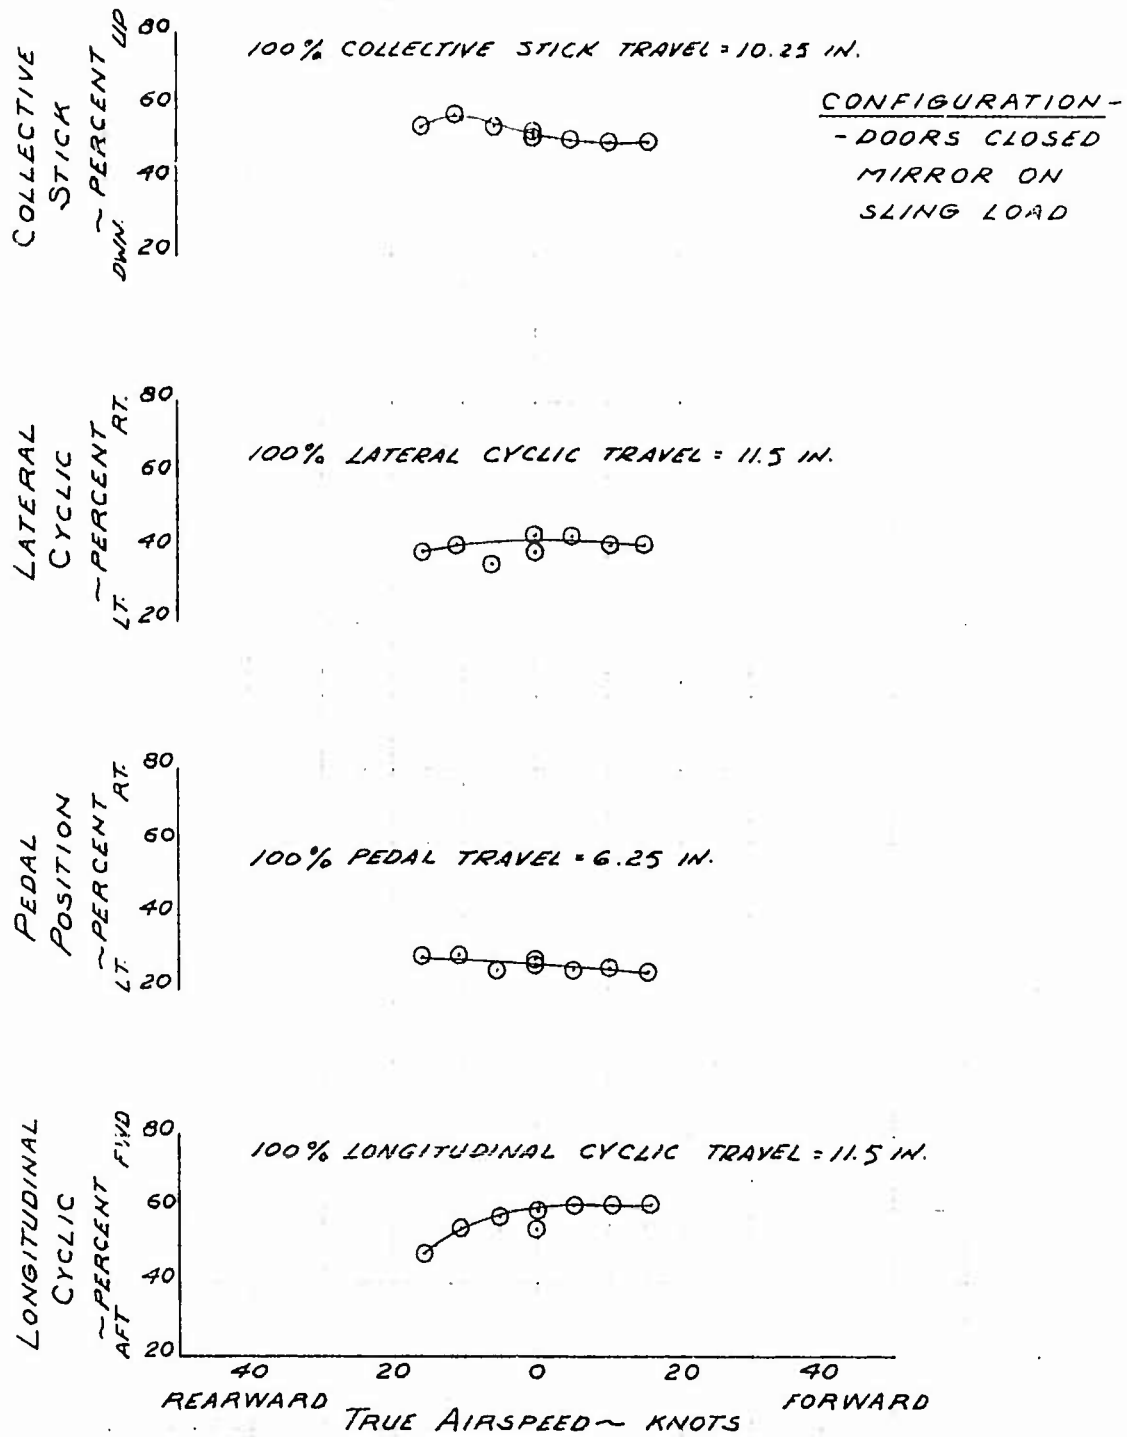 COLLECTIVE
STICK
~ PERCENT
DWN. UP
80
60
40
20
100% COLLECTIVE STICK TRAVEL = 10.25 IN.
CONFIGURATION-
- DOORS CLOSED
MIRROR ON
SLING LOAD
LATERAL
CYCLIC
~ PERCENT
LT. RT.
80
60
40
20
100% LATERAL CYCLIC TRAVEL = 11.5 IN.
PEDAL
POSITION
~ PERCENT
LT. RT.
80
60
40
20
100% PEDAL TRAVEL = 6.25 IN.
LONGITUDINAL
CYCLIC
~ PERCENT
AFT FWD
80
60
40
20
100% LONGITUDINAL CYCLIC TRAVEL = 11.5 IN.
40 20 0 20 40
REARWARD FORWARD
TRUE AIRSPEED ~ KNOTS